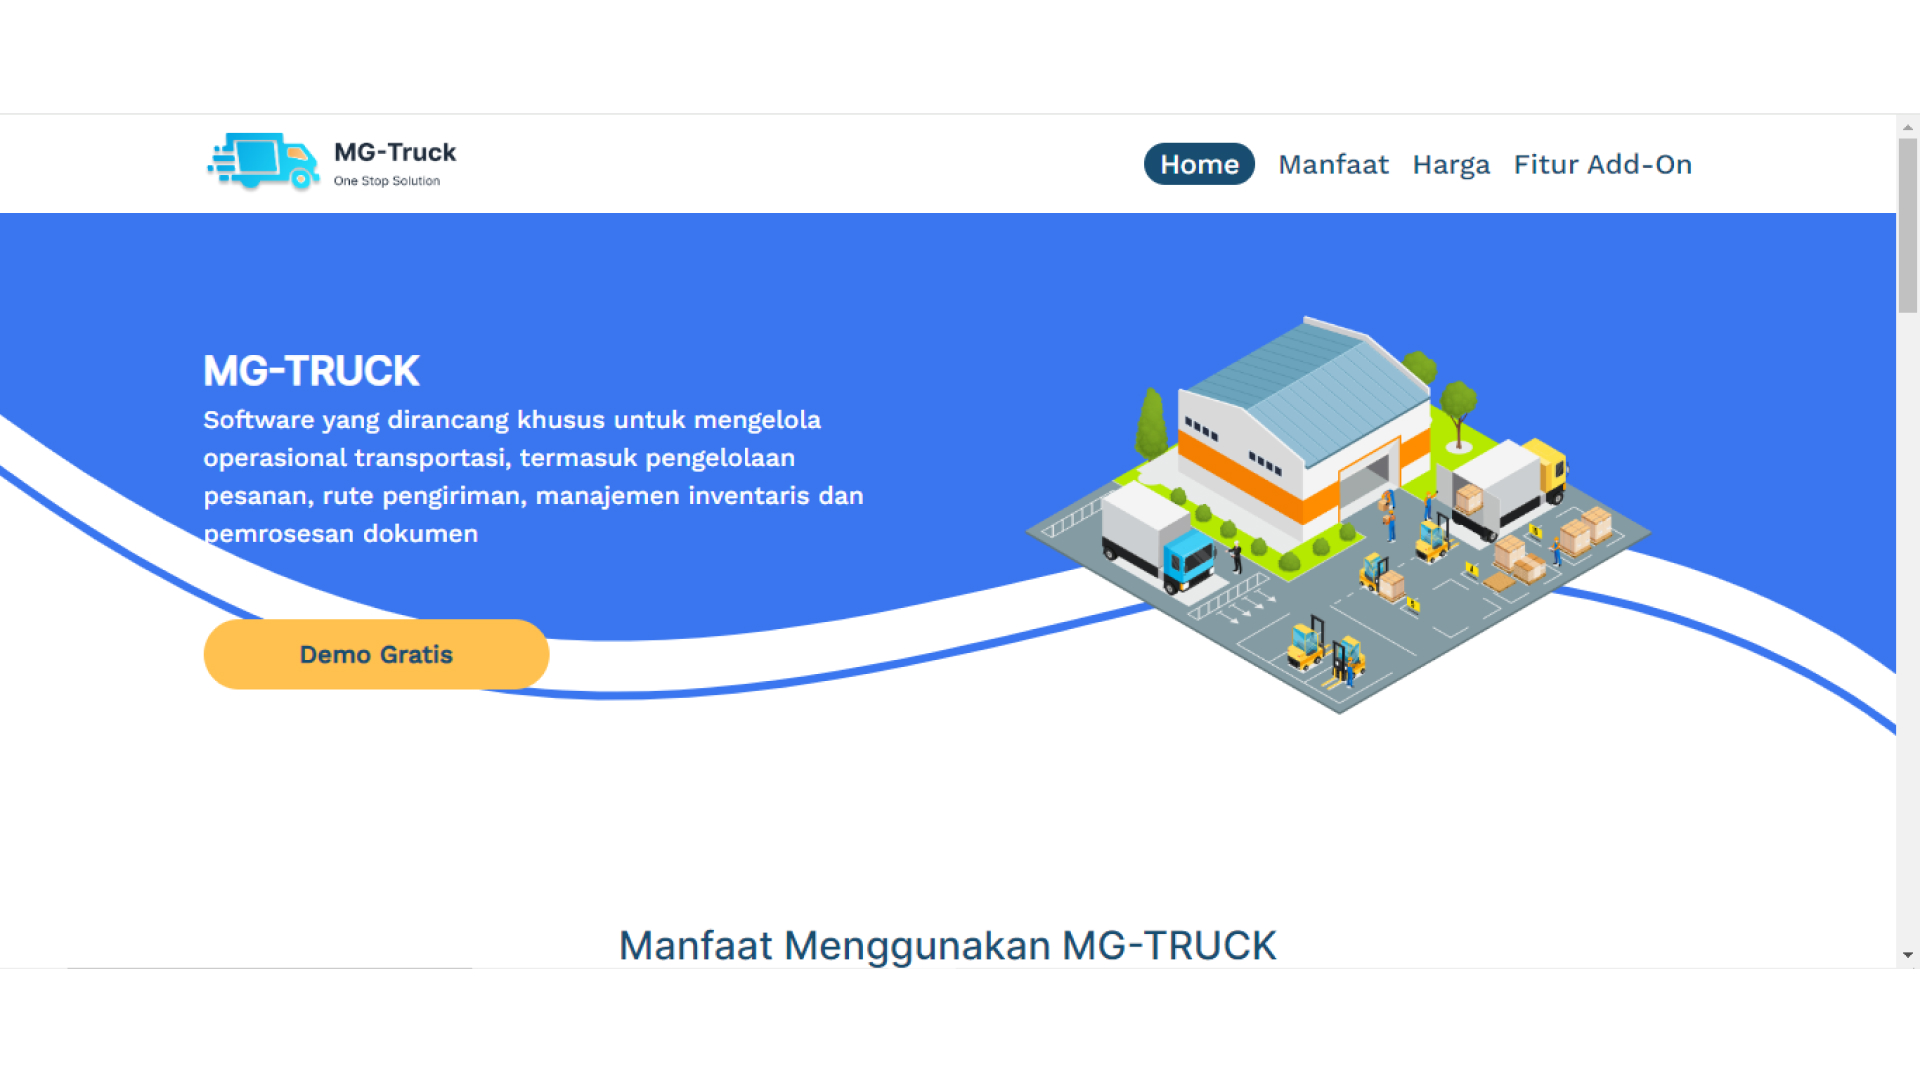 MG-Truck
One Stop Solution
Home Manfaat Harga Fitur Add-On
MG-TRUCK
Software yang dirancang khusus untuk mengelola
operasional transportasi, termasuk pengelolaan
pesanan, rute pengiriman, manajemen inventaris dan
pemrosesan dokumen
Demo Gratis
Manfaat Menggunakan MG-TRUCK